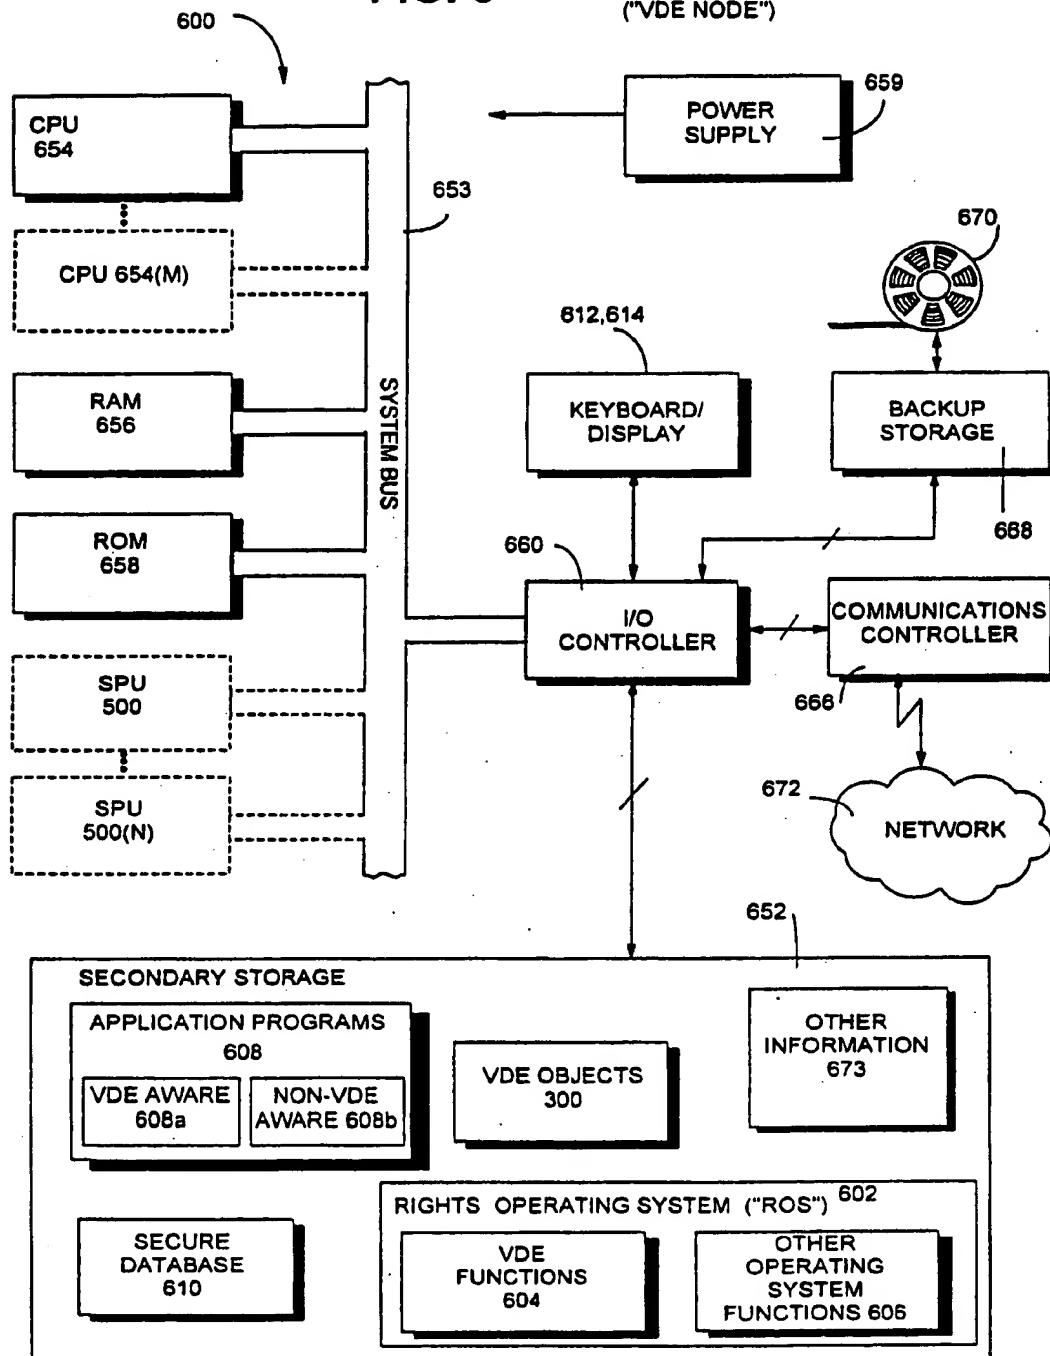 ("VDE NODE")
600
CPU
654
POWER
SUPPLY
659
653
CPU 654(M)
670
612,614
RAM
656
SYSTEM BUS
KEYBOARD/
DISPLAY
BACKUP
STORAGE
668
ROM
658
660
I/O
CONTROLLER
COMMUNICATIONS
CONTROLLER
666
SPU
500
SPU
500(N)
672
NETWORK
652
SECONDARY STORAGE
APPLICATION PROGRAMS
608
VDE AWARE
608a
NON-VDE
AWARE 608b
VDE OBJECTS
300
OTHER
INFORMATION
673
SECURE
DATABASE
610
RIGHTS OPERATING SYSTEM ("ROS") 602
VDE
FUNCTIONS
604
OTHER
OPERATING
SYSTEM
FUNCTIONS 606